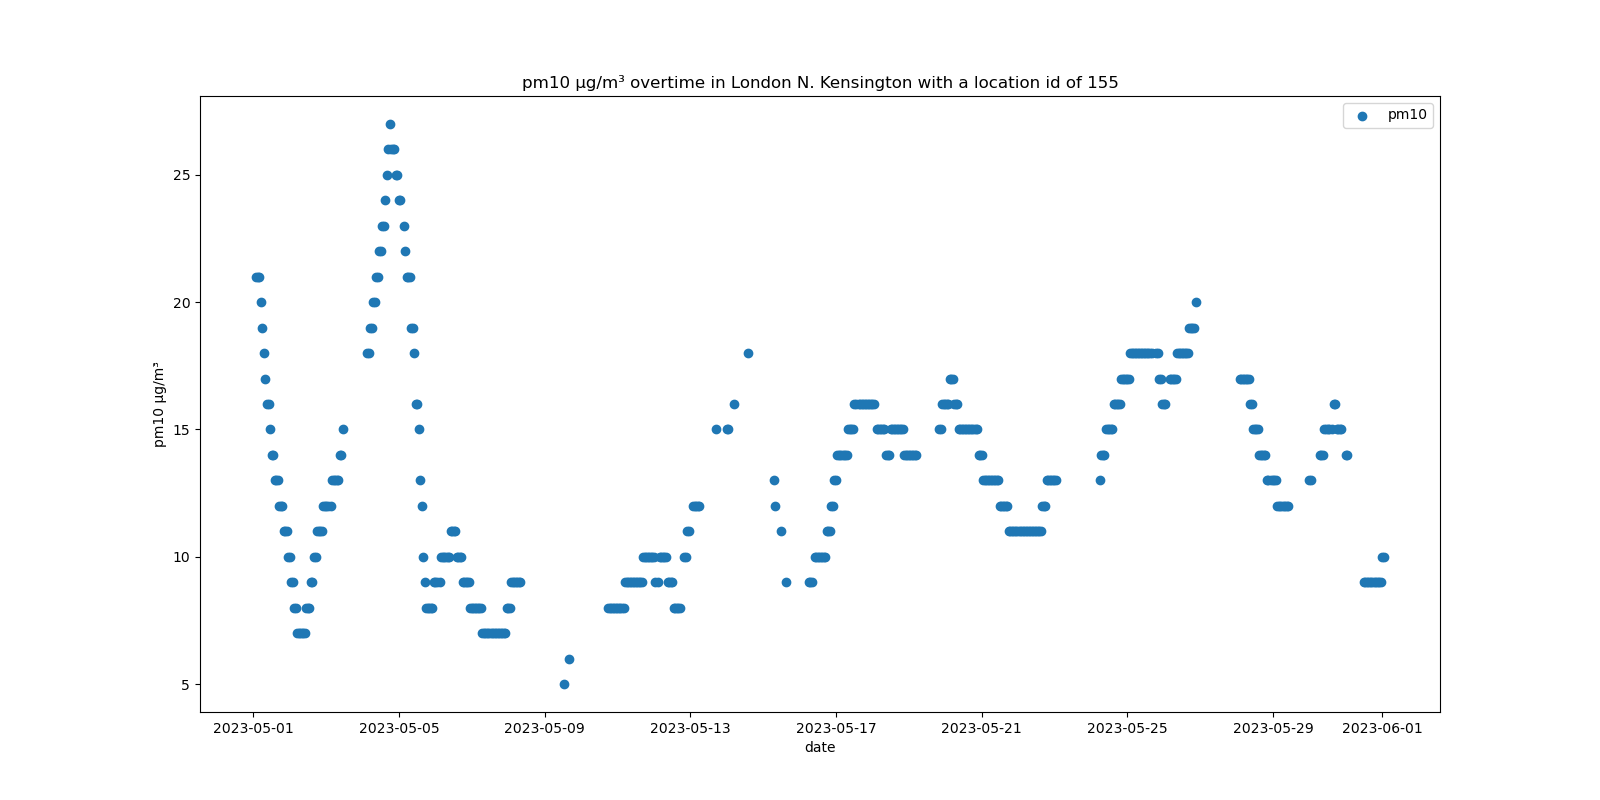 pm10 µg/m³ overtime in London N. Kensington with a location id of 155
pm10
25
20
15
10
5
pm10 µg/m³
2023-05-01 2023-05-05 2023-05-09 2023-05-13 2023-05-17 2023-05-21 2023-05-25 2023-05-29 2023-06-01
date